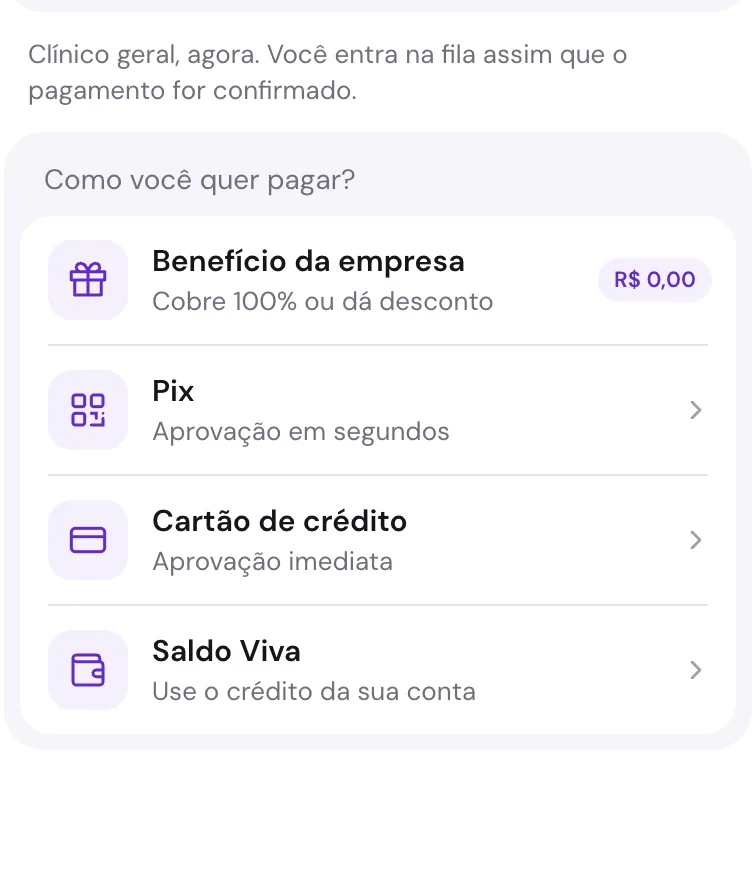 Clínico geral, agora. Você entra na fila assim que o
pagamento for confirmado.
Como você quer pagar?
Benefício da empresa
Cobre 100% ou dá desconto
R$ 0,00
Pix
Aprovação em segundos
Cartão de crédito
Aprovação imediata
Saldo Viva
Use o crédito da sua conta